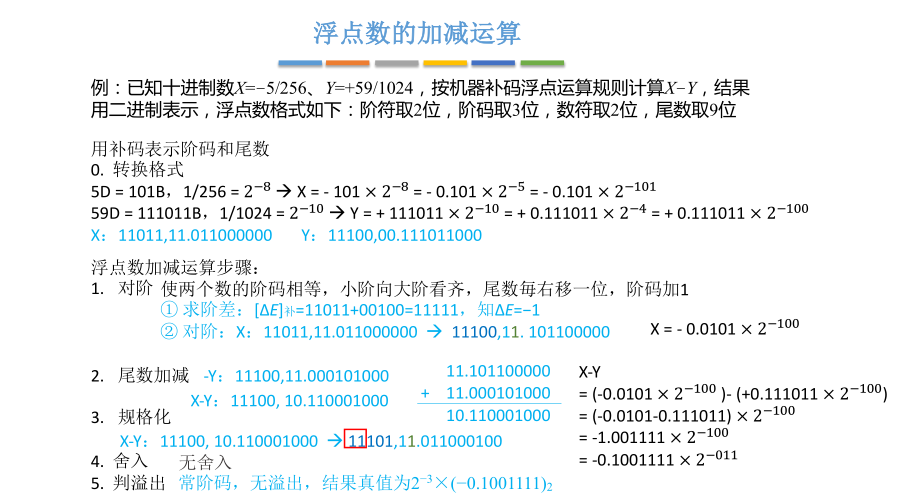 浮点数的加减运算
例：已知十进制数X=−5/256、Y=+59/1024，按机器补码浮点运算规则计算X−Y，结果
用二进制表示，浮点数格式如下：阶符取2位，阶码取3位，数符取2位，尾数取9位
用补码表示阶码和尾数
0. 转换格式
5D = 101B，1/256 = 2⁻⁸ → X = - 101 × 2⁻⁸ = - 0.101 × 2⁻⁵ = - 0.101 × 2⁻¹⁰¹
59D = 111011B，1/1024 = 2⁻¹⁰ → Y = + 111011 × 2⁻¹⁰ = + 0.111011 × 2⁻⁴ = + 0.111011 × 2⁻¹⁰⁰
X：11011,11.011000000 Y：11100,00.111011000
浮点数加减运算步骤：
1. 对阶 使两个数的阶码相等，小阶向大阶看齐，尾数每右移一位，阶码加1
① 求阶差：[ΔE]补=11011+00100=11111，知ΔE=−1
② 对阶：X：11011,11.011000000 → 11100,11. 101100000 X = - 0.0101 × 2⁻¹⁰⁰
2. 尾数加减 -Y：11100,11.000101000
X-Y：11100, 10.110001000
11.101100000
+ 11.000101000
10.110001000
X-Y
= (-0.0101 × 2⁻¹⁰⁰ )- (+0.111011 × 2⁻¹⁰⁰)
= (-0.0101-0.111011) × 2⁻¹⁰⁰
= -1.001111 × 2⁻¹⁰⁰
= -0.1001111 × 2⁻⁰¹¹
3. 规格化
X-Y：11100, 10.110001000 → 11101,11.011000100
4. 舍入 无舍入
5. 判溢出 常阶码，无溢出，结果真值为2⁻³×(−0.1001111)₂